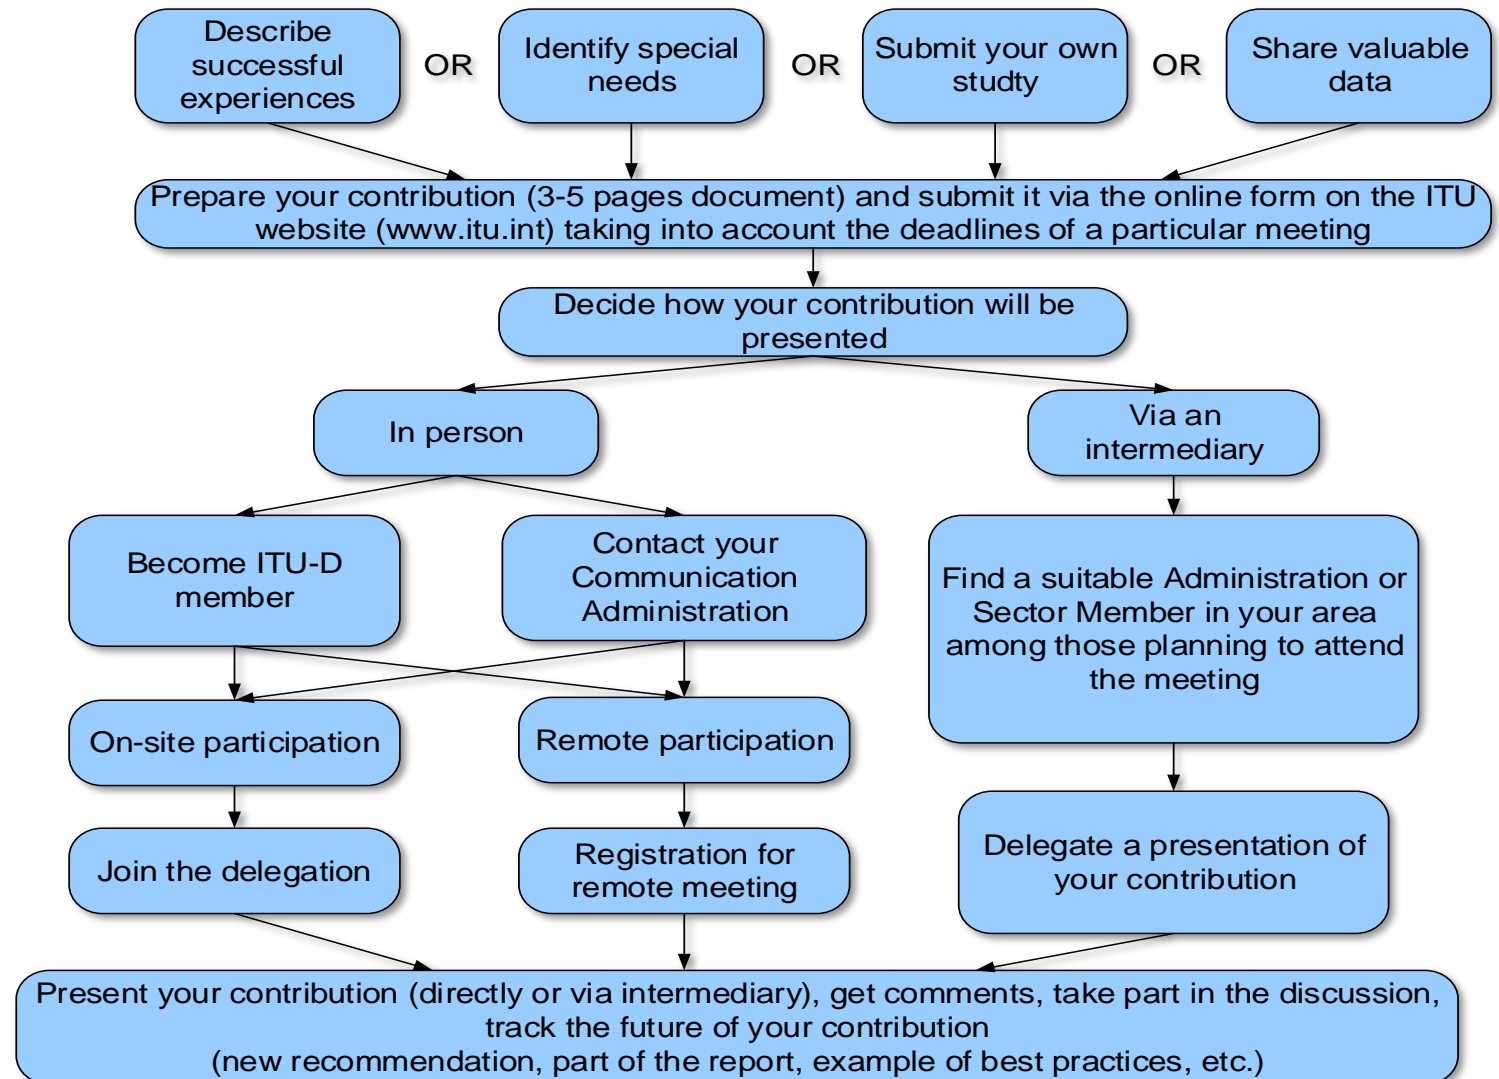 Describe
successful
experiences
OR
Identify special
needs
OR
Submit your own
studty
OR
Share valuable
data
Prepare your contribution (3-5 pages document) and submit it via the online form on the ITU
website (www.itu.int) taking into account the deadlines of a particular meeting
Decide how your contribution will be
presented
In person
Via an
intermediary
Become ITU-D
member
Contact your
Communication
Administration
Find a suitable Administration or
Sector Member in your area
among those planning to attend
the meeting
On-site participation
Remote participation
Join the delegation
Registration for
remote meeting
Delegate a presentation of
your contribution
Present your contribution (directly or via intermediary), get comments, take part in the discussion,
track the future of your contribution
(new recommendation, part of the report, example of best practices, etc.)